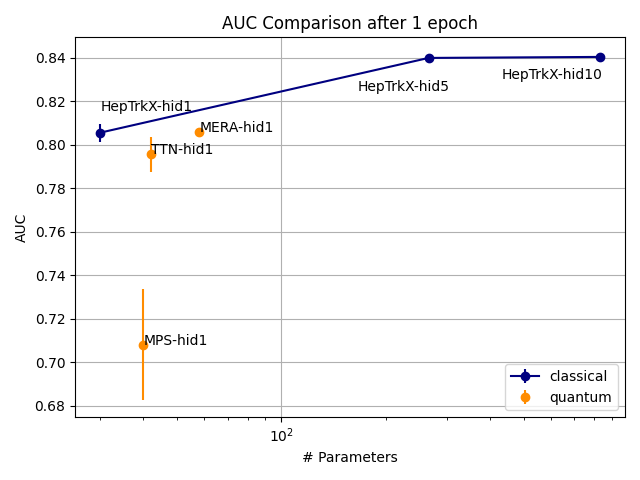 AUC Comparison after 1 epoch
0.84
0.82
0.80
0.78
0.76
0.74
0.72
0.70
0.68
AUC
HepTrkX-hid1
HepTrkX-hid5
HepTrkX-hid10
MERA-hid1
TTN-hid1
MPS-hid1
classical
quantum
10²
# Parameters